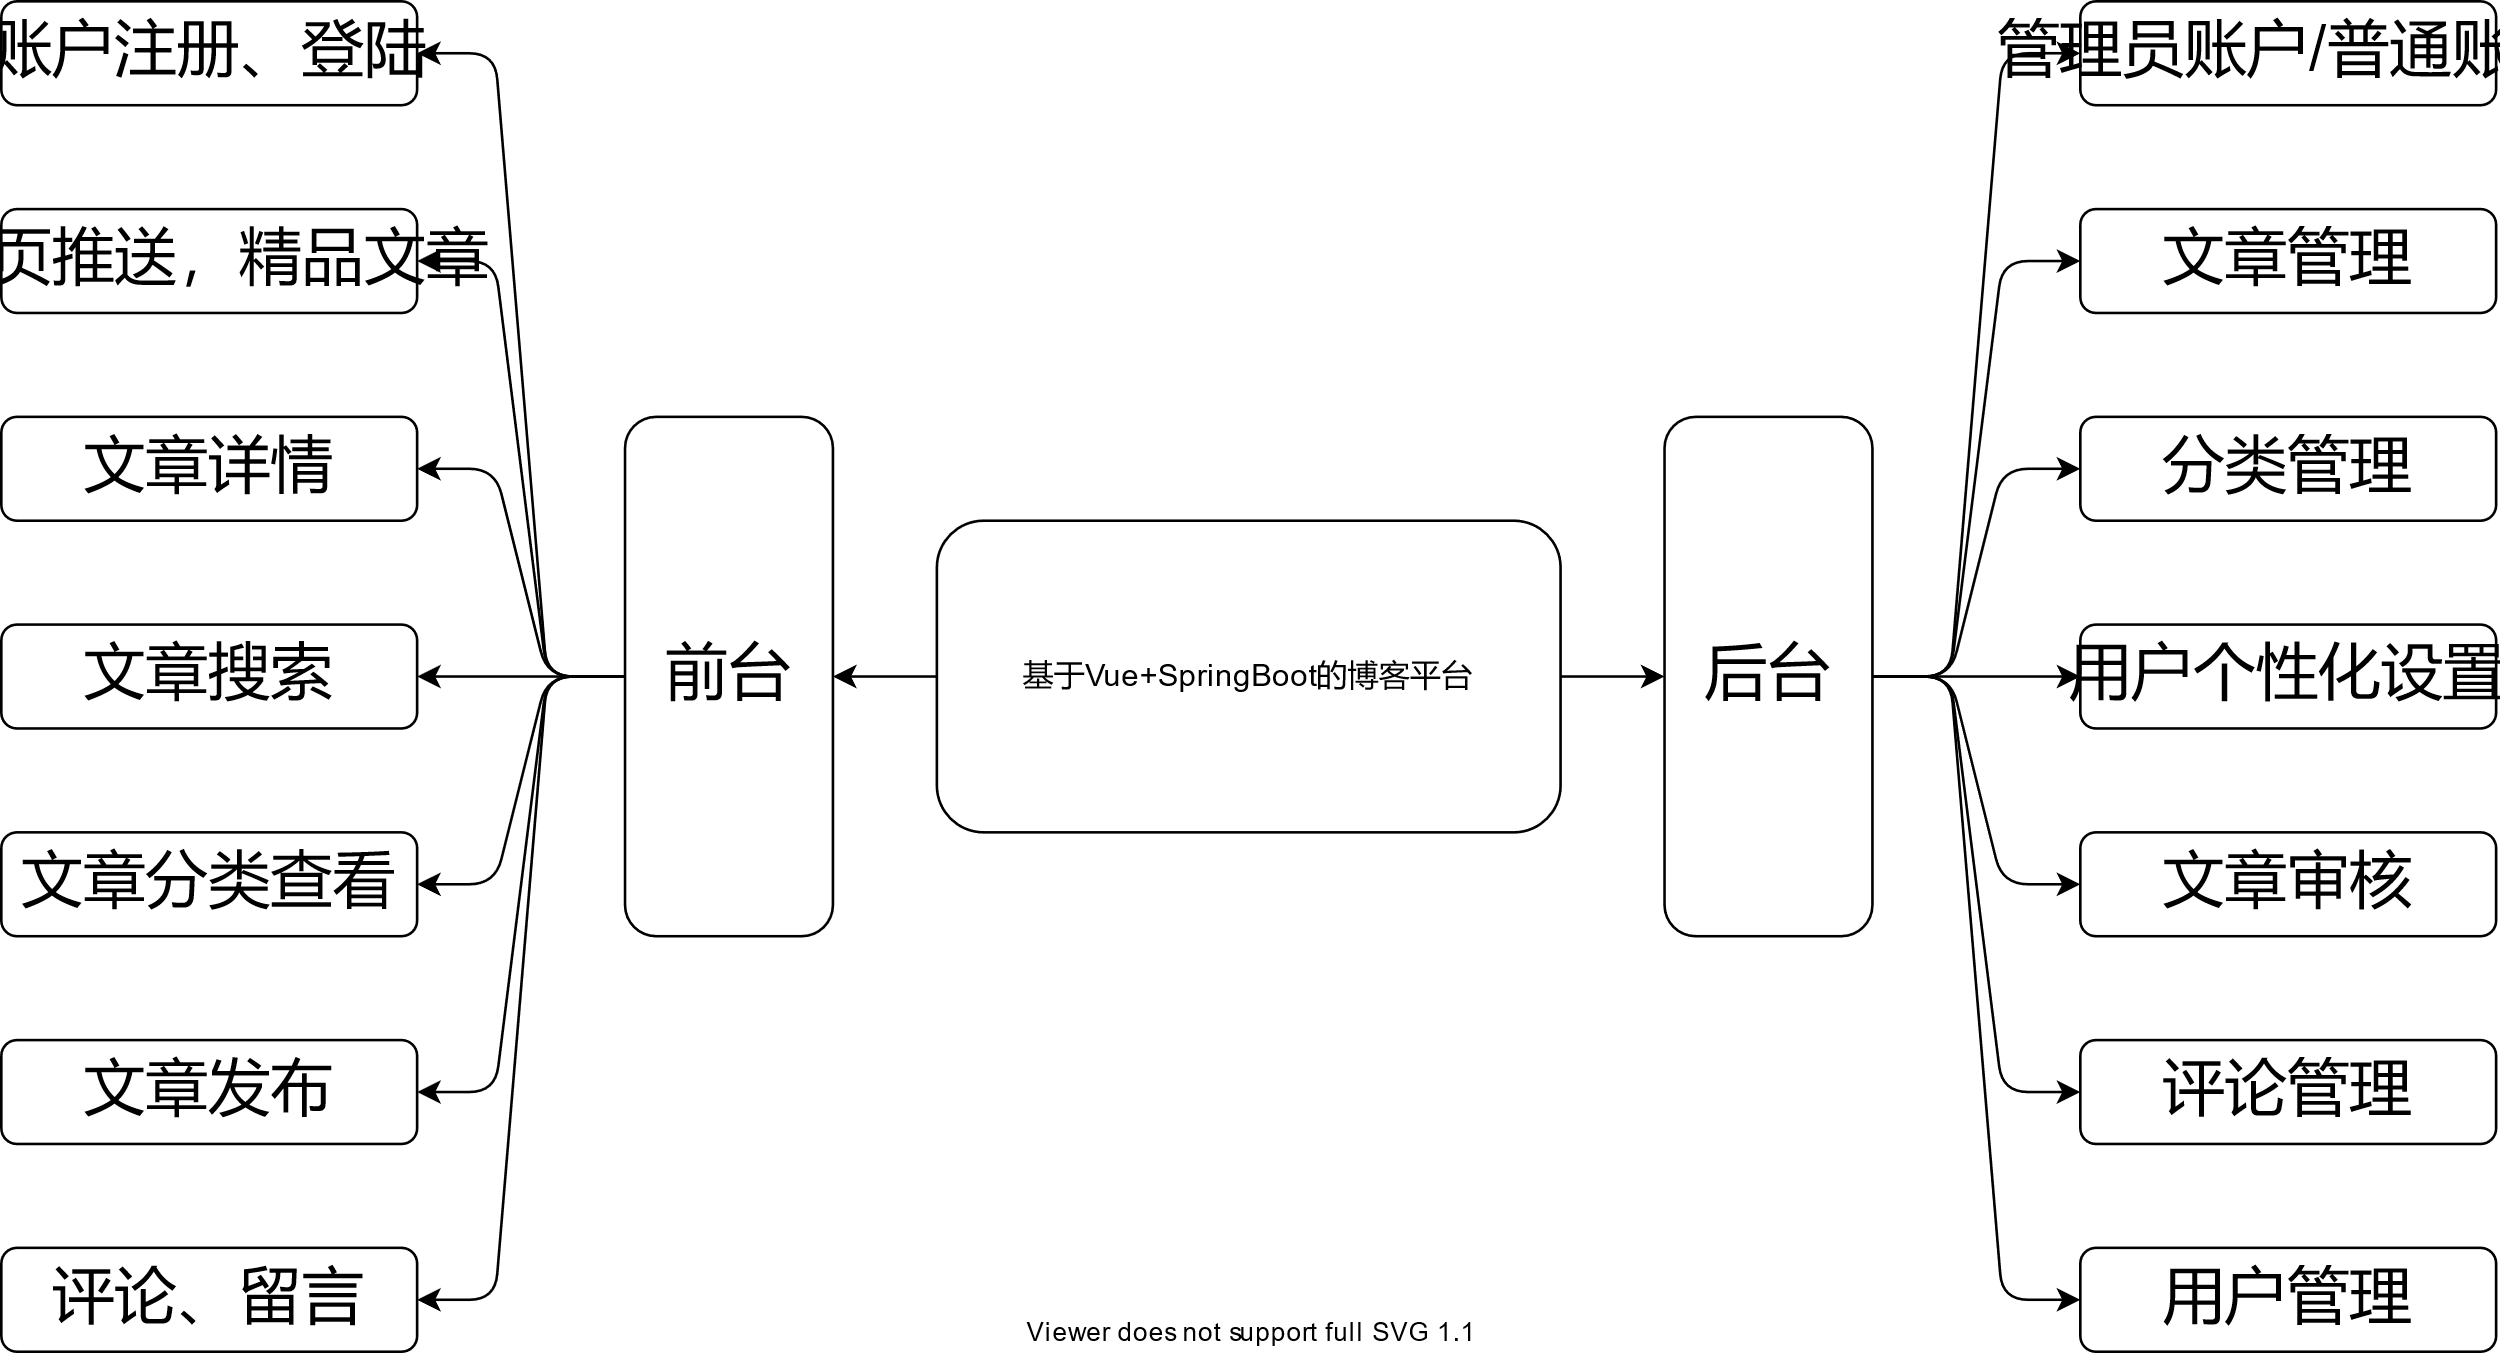 账户注册、登陆
页推送，精品文章
文章详情
文章搜索
文章分类查看
文章发布
评论、留言
前台
基于Vue+SpringBoot的博客平台
后台
管理员账户/普通账
文章管理
分类管理
用户个性化设置
文章审核
评论管理
用户管理
Viewer does not support full SVG 1.1